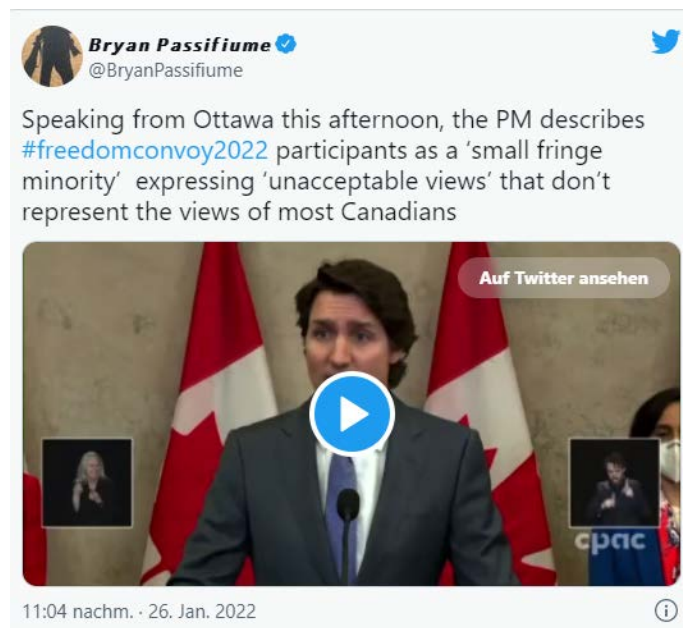 Bryan Passifiume
@BryanPassifiume
Speaking from Ottawa this afternoon, the PM describes
#freedomconvoy2022 participants as a ‘small fringe
minority’ expressing ‘unacceptable views’ that don’t
represent the views of most Canadians
Auf Twitter ansehen
cpac
11:04 nachm. · 26. Jan. 2022